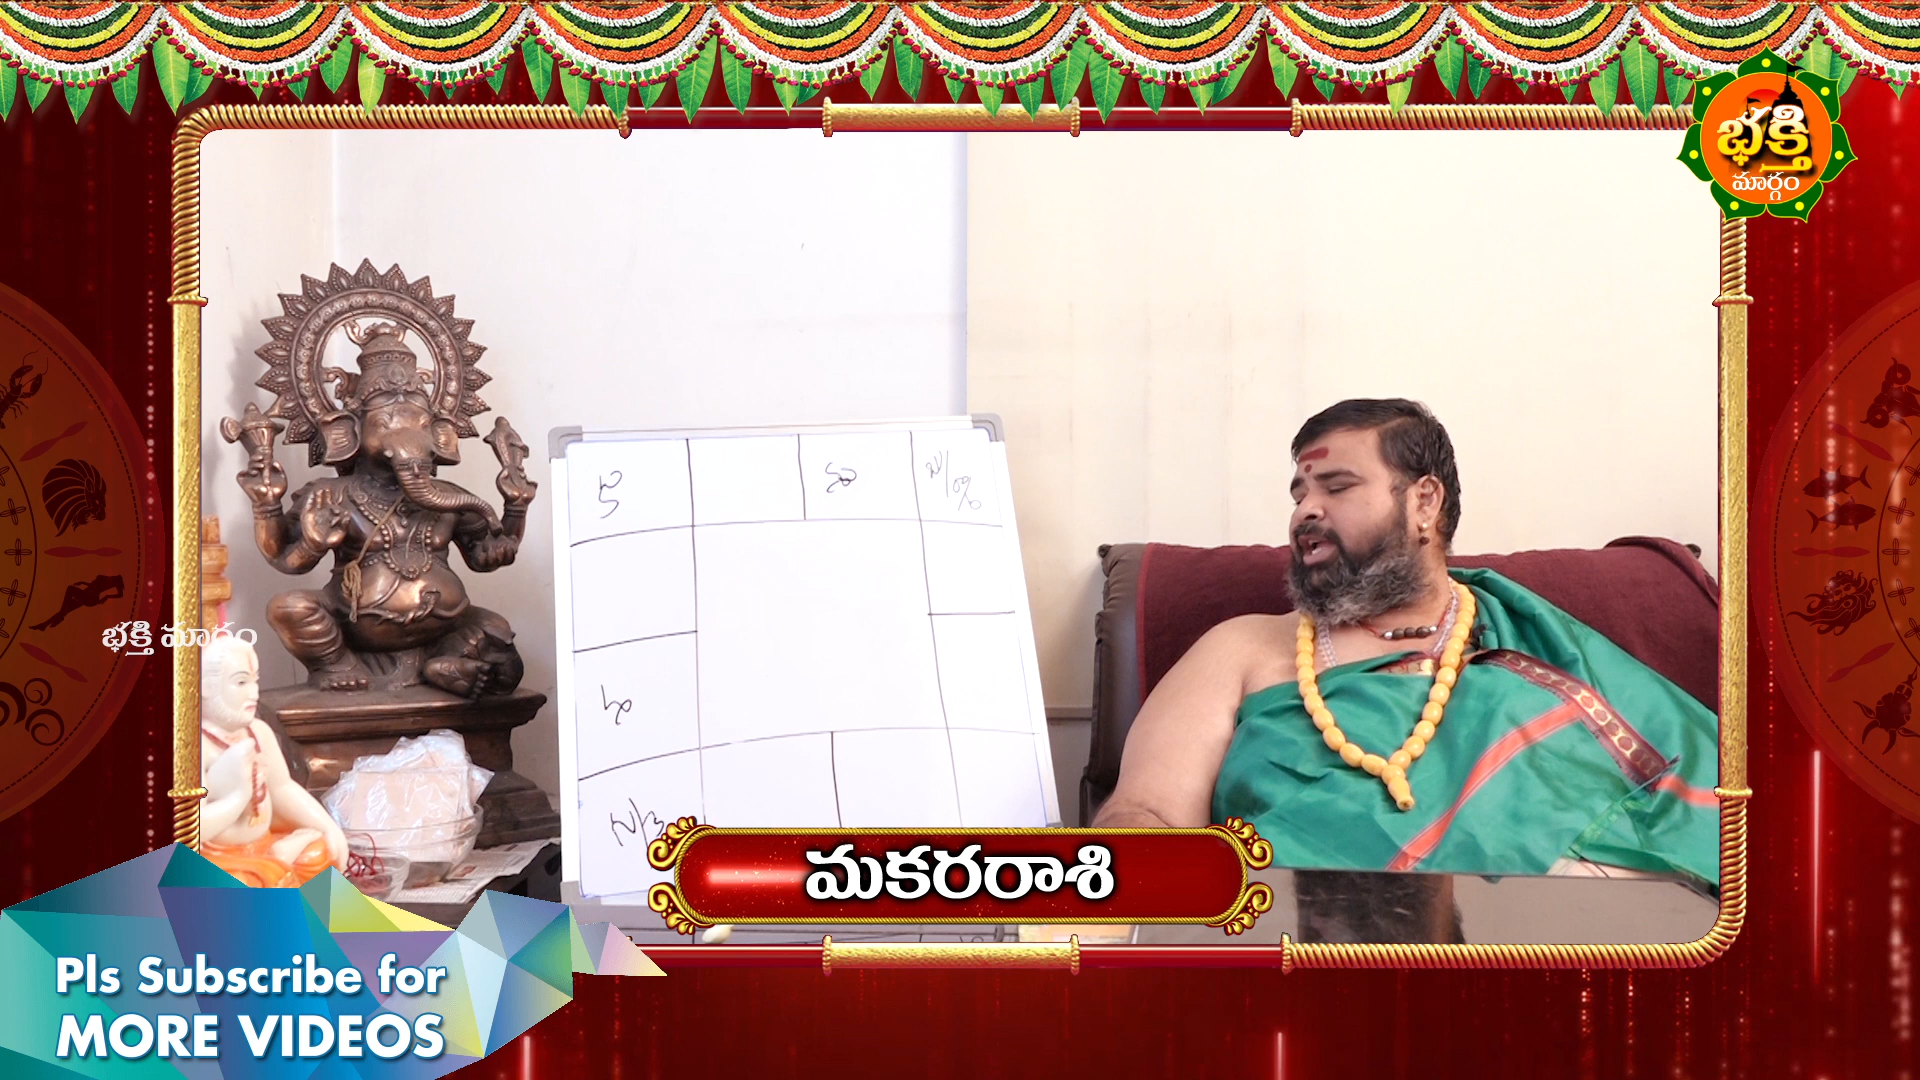 భక్తి
మార్గం
భక్తి మార్గం
మకరరాశి
Pls Subscribe for
MORE VIDEOS